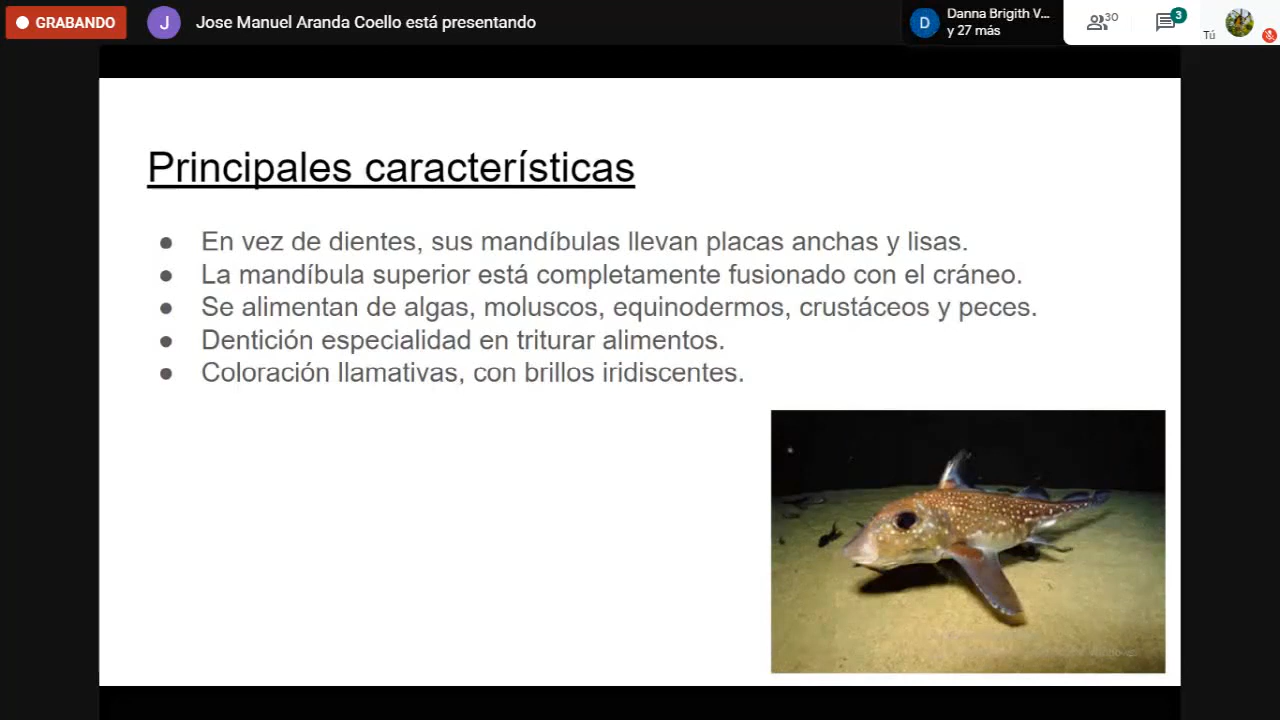 GRABANDO
J
Jose Manuel Aranda Coello está presentando
D
Danna Brigith V...
y 27 más
30
3
Tú
Principales características
● En vez de dientes, sus mandíbulas llevan placas anchas y lisas.
● La mandíbula superior está completamente fusionado con el cráneo.
● Se alimentan de algas, moluscos, equinodermos, crustáceos y peces.
● Dentición especialidad en triturar alimentos.
● Coloración llamativas, con brillos iridiscentes.